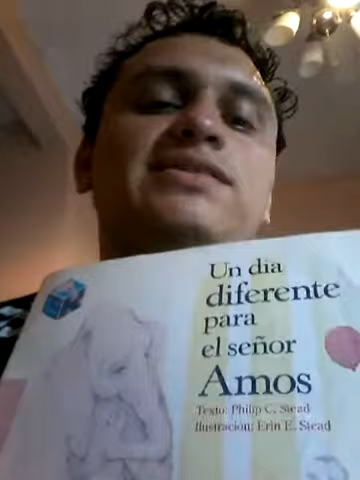 Un dia
diferente
para
el señor
Amos
Texto: Philip C. Stead
Ilustración: Erin E. Stead